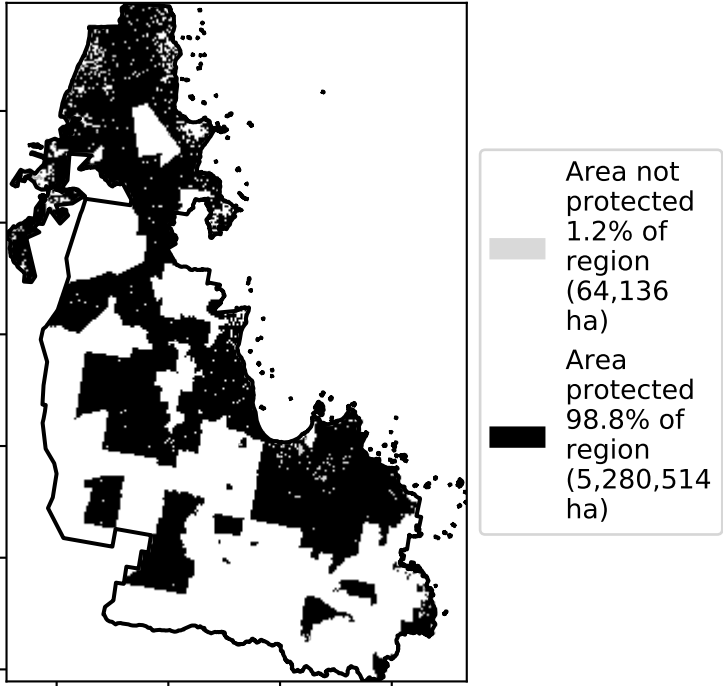 Area not
protected
1.2% of
region
(64,136
ha)
Area
protected
98.8% of
region
(5,280,514
ha)